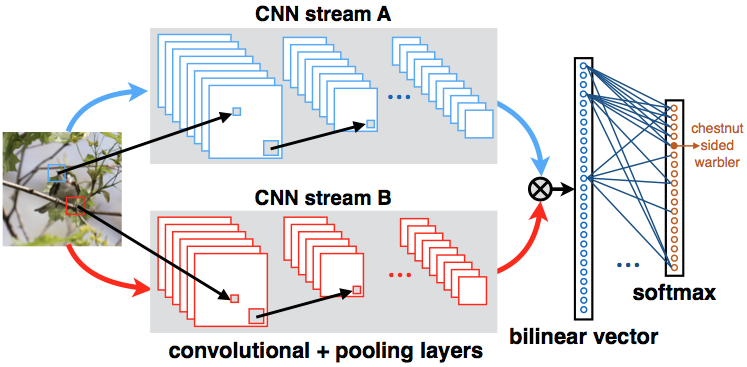 CNN stream A
CNN stream B
chestnut
sided
warbler
softmax
bilinear vector
convolutional + pooling layers